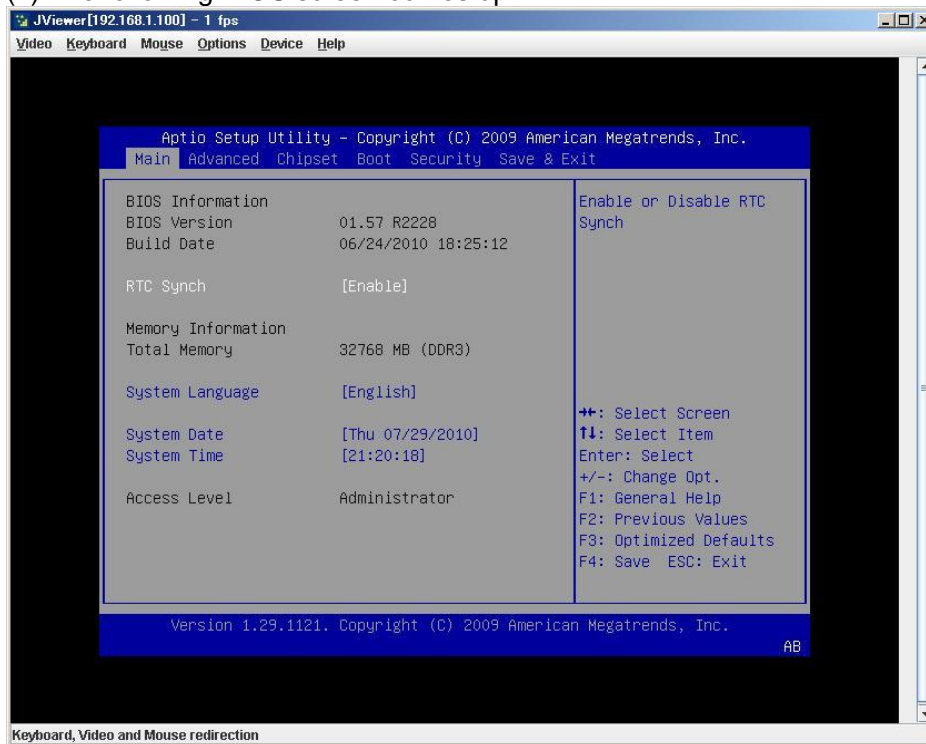 JViewer[192.168.1.100] – 1 fps
Video Keyboard Mouse Options Device Help
Aptio Setup Utility – Copyright (C) 2009 American Megatrends, Inc.
Main Advanced Chipset Boot Security Save & Exit
BIOS Information
BIOS Version 01.57 R2228
Build Date 06/24/2010 18:25:12
RTC Synch [Enable]
Memory Information
Total Memory 32768 MB (DDR3)
System Language [English]
System Date [Thu 07/29/2010]
System Time [21:20:18]
Access Level Administrator
Enable or Disable RTC
Synch
→←: Select Screen
↑↓: Select Item
Enter: Select
+/-: Change Opt.
F1: General Help
F2: Previous Values
F3: Optimized Defaults
F4: Save ESC: Exit
Version 1.29.1121. Copyright (C) 2009 American Megatrends, Inc.
AB
Keyboard, Video and Mouse redirection